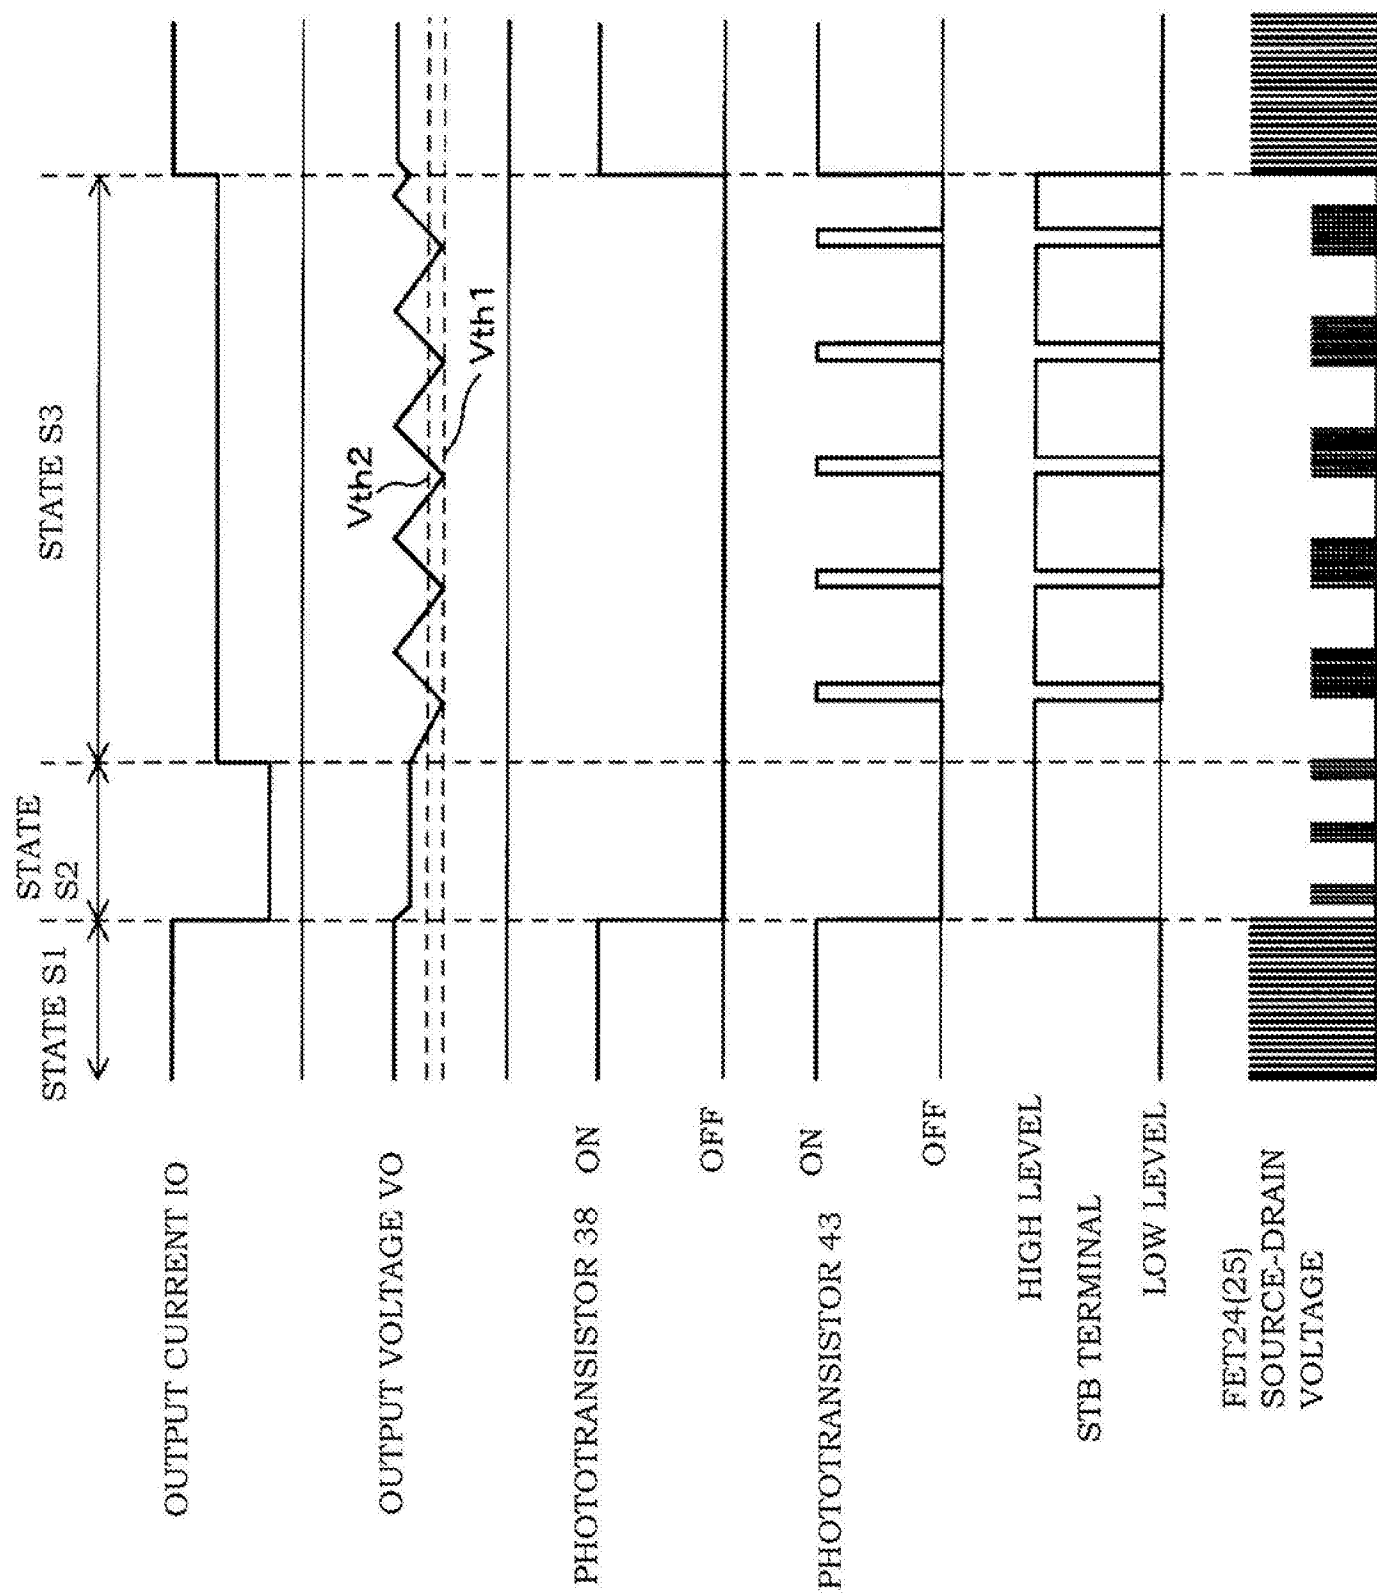 STATE S1
STATE
S2
STATE S3
OUTPUT CURRENT IO
OUTPUT VOLTAGE VO
Vth2
Vth1
PHOTOTRANSISTOR 38
ON
OFF
PHOTOTRANSISTOR 43
ON
OFF
HIGH LEVEL
STB TERMINAL
LOW LEVEL
FET24(25)
SOURCE-DRAIN
VOLTAGE